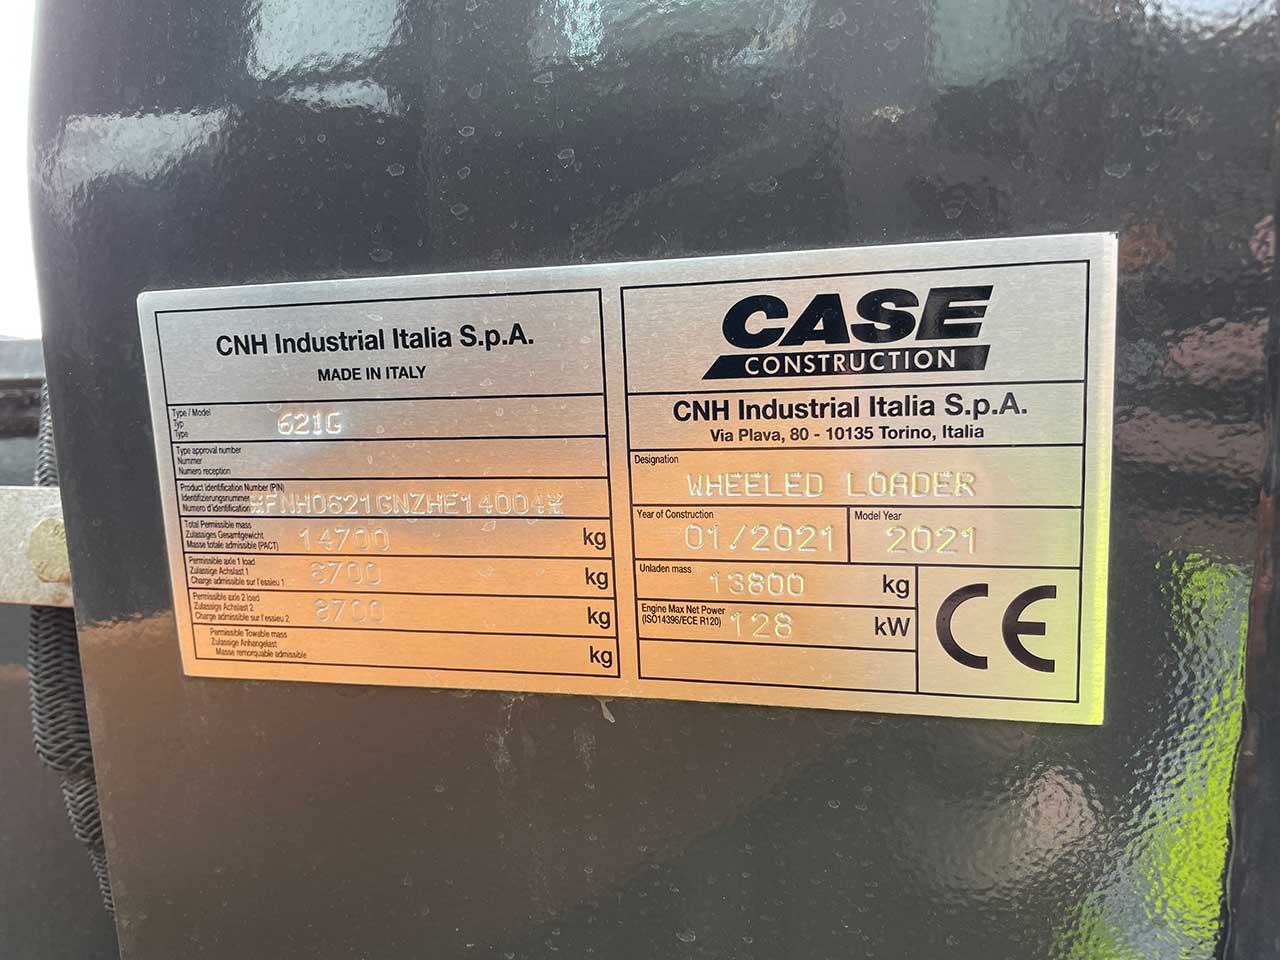 CNH Industrial Italia S.p.A.
MADE IN ITALY
Type / Model
Typ
Type
621G
Type approval number
Nummer
Numero reception
Product Identification Number (PIN)
Identifizierungsnummer
Numero d'identification
*FNH0621GNZHE14004*
Total Permissible mass
Zulassiges Gesamtgewicht
Masse totale admissible (PACT)
14700
kg
Permissible axle 1 load
Zulassige Achslast 1
Charge admissible sur l'essieu 1
8700
kg
Permissible axle 2 load
Zulassige Achslast 2
Charge admissible sur l'essieu 2
8700
kg
Permissible Towable mass
Zulassige Anhangelast
Masse remorquable admissible
kg
CASE
CONSTRUCTION
CNH Industrial Italia S.p.A.
Via Plava, 80 - 10135 Torino, Italia
Designation
WHEELED LOADER
Year of Construction
01/2021
Model Year
2021
Unladen mass
13800
kg
Engine Max Net Power
(ISO14396/ECE R120)
128
kW
CE